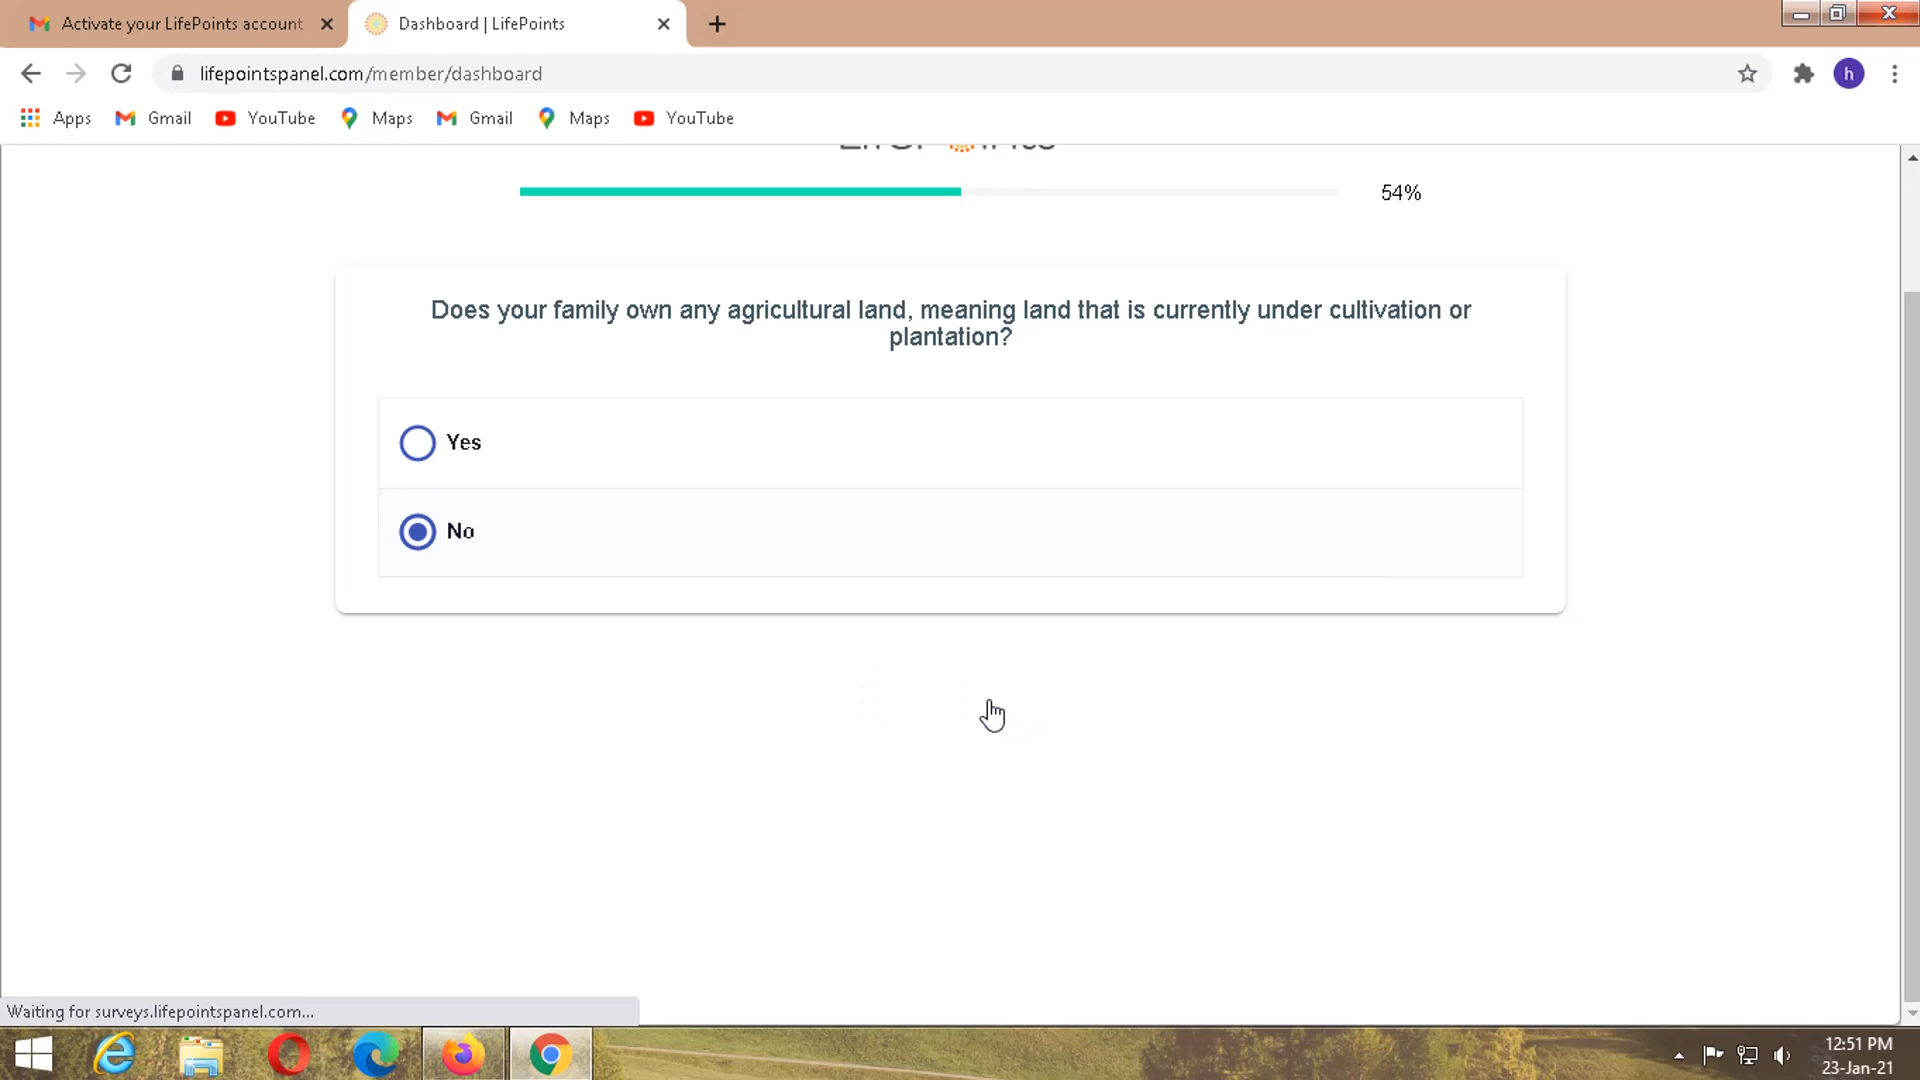 Activate your LifePoints account
Dashboard | LifePoints
lifepointspanel.com/member/dashboard
h
Apps Gmail YouTube Maps Gmail Maps YouTube
54%
Does your family own any agricultural land, meaning land that is currently under cultivation or
plantation?
Yes
No
Waiting for surveys.lifepointspanel.com...
12:51 PM
23-Jan-21